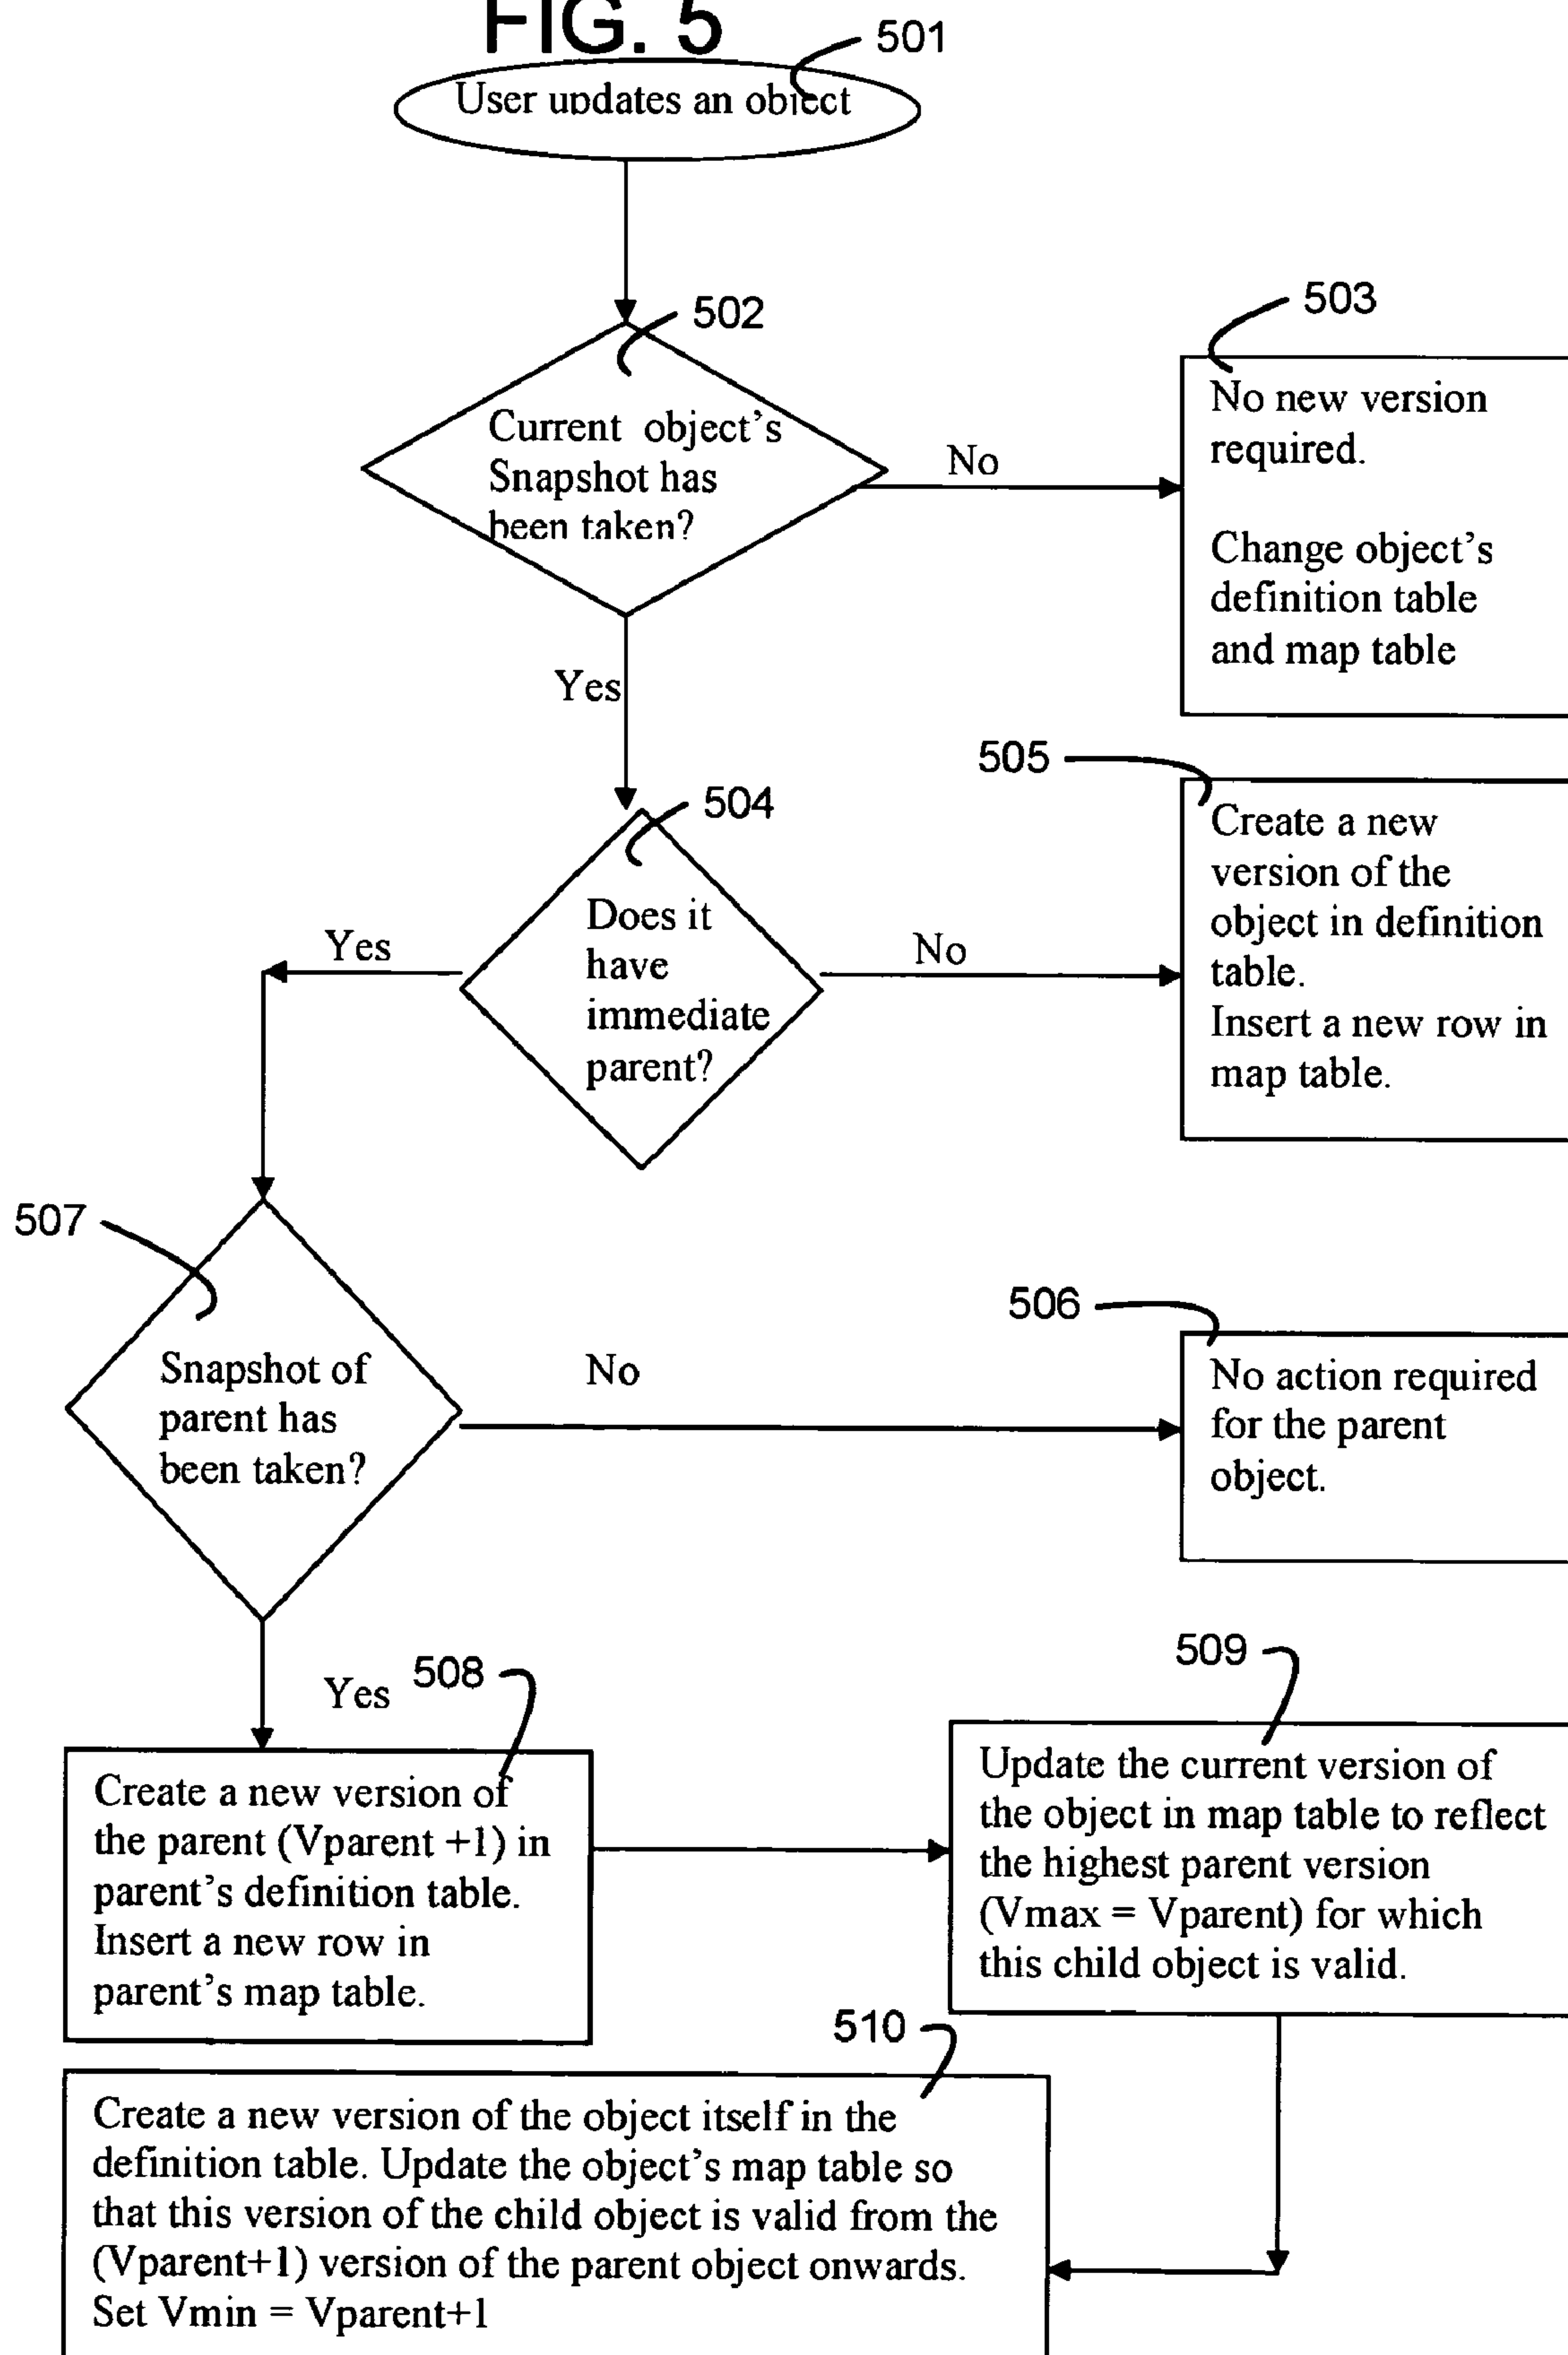 FIG. 5
501
User updates an object
502
503
Current object's
Snapshot has
been taken?
No
No new version
required.
Change object's
definition table
and map table
Yes
505
504
Create a new
version of the
object in definition
table.
Insert a new row in
map table.
Does it
have
immediate
parent?
Yes
No
507
506
Snapshot of
parent has
been taken?
No
No action required
for the parent
object.
509
508
Yes
Create a new version of
the parent (Vparent +1) in
parent's definition table.
Insert a new row in
parent's map table.
Update the current version of
the object in map table to reflect
the highest parent version
(Vmax = Vparent) for which
this child object is valid.
510
Create a new version of the object itself in the
definition table. Update the object's map table so
that this version of the child object is valid from the
(Vparent+1) version of the parent object onwards.
Set Vmin = Vparent+1